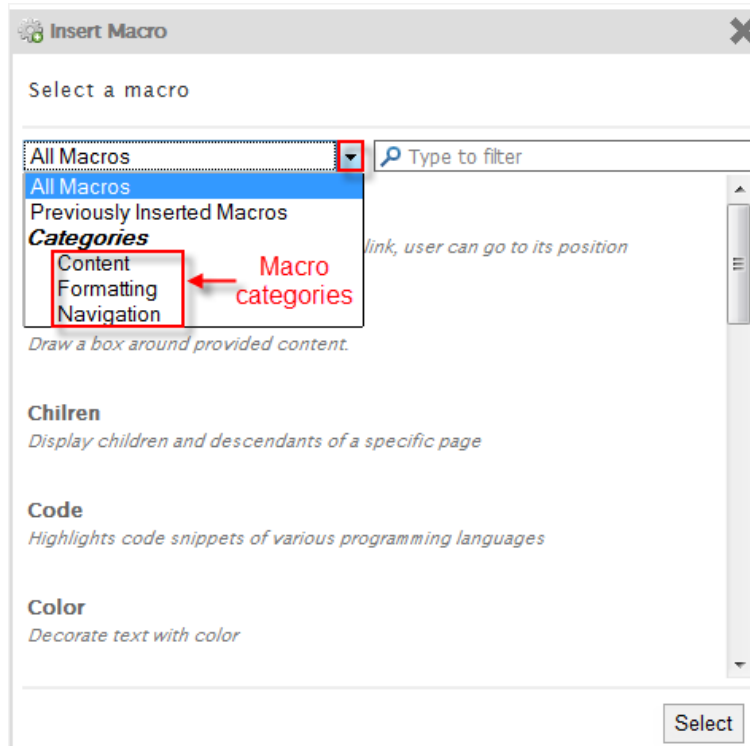 Insert Macro
Select a macro
All Macros
Type to filter
All Macros
Previously Inserted Macros
Categories
link, user can go to its position
Content
Macro
Formatting
categories
Navigation
Draw a box around provided content.
Chilren
Display children and descendants of a specific page
Code
Highlights code snippets of various programming languages
Color
Decorate text with color
Select